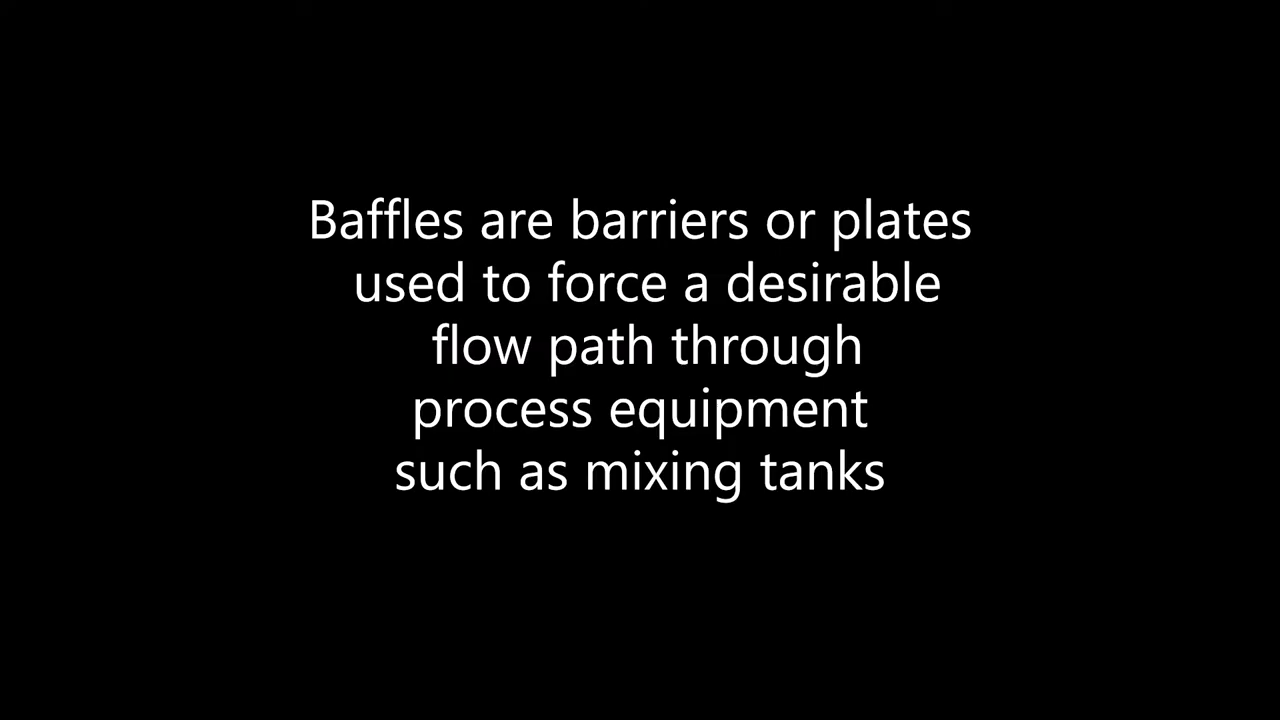 Baffles are barriers or plates
used to force a desirable
flow path through
process equipment
such as mixing tanks